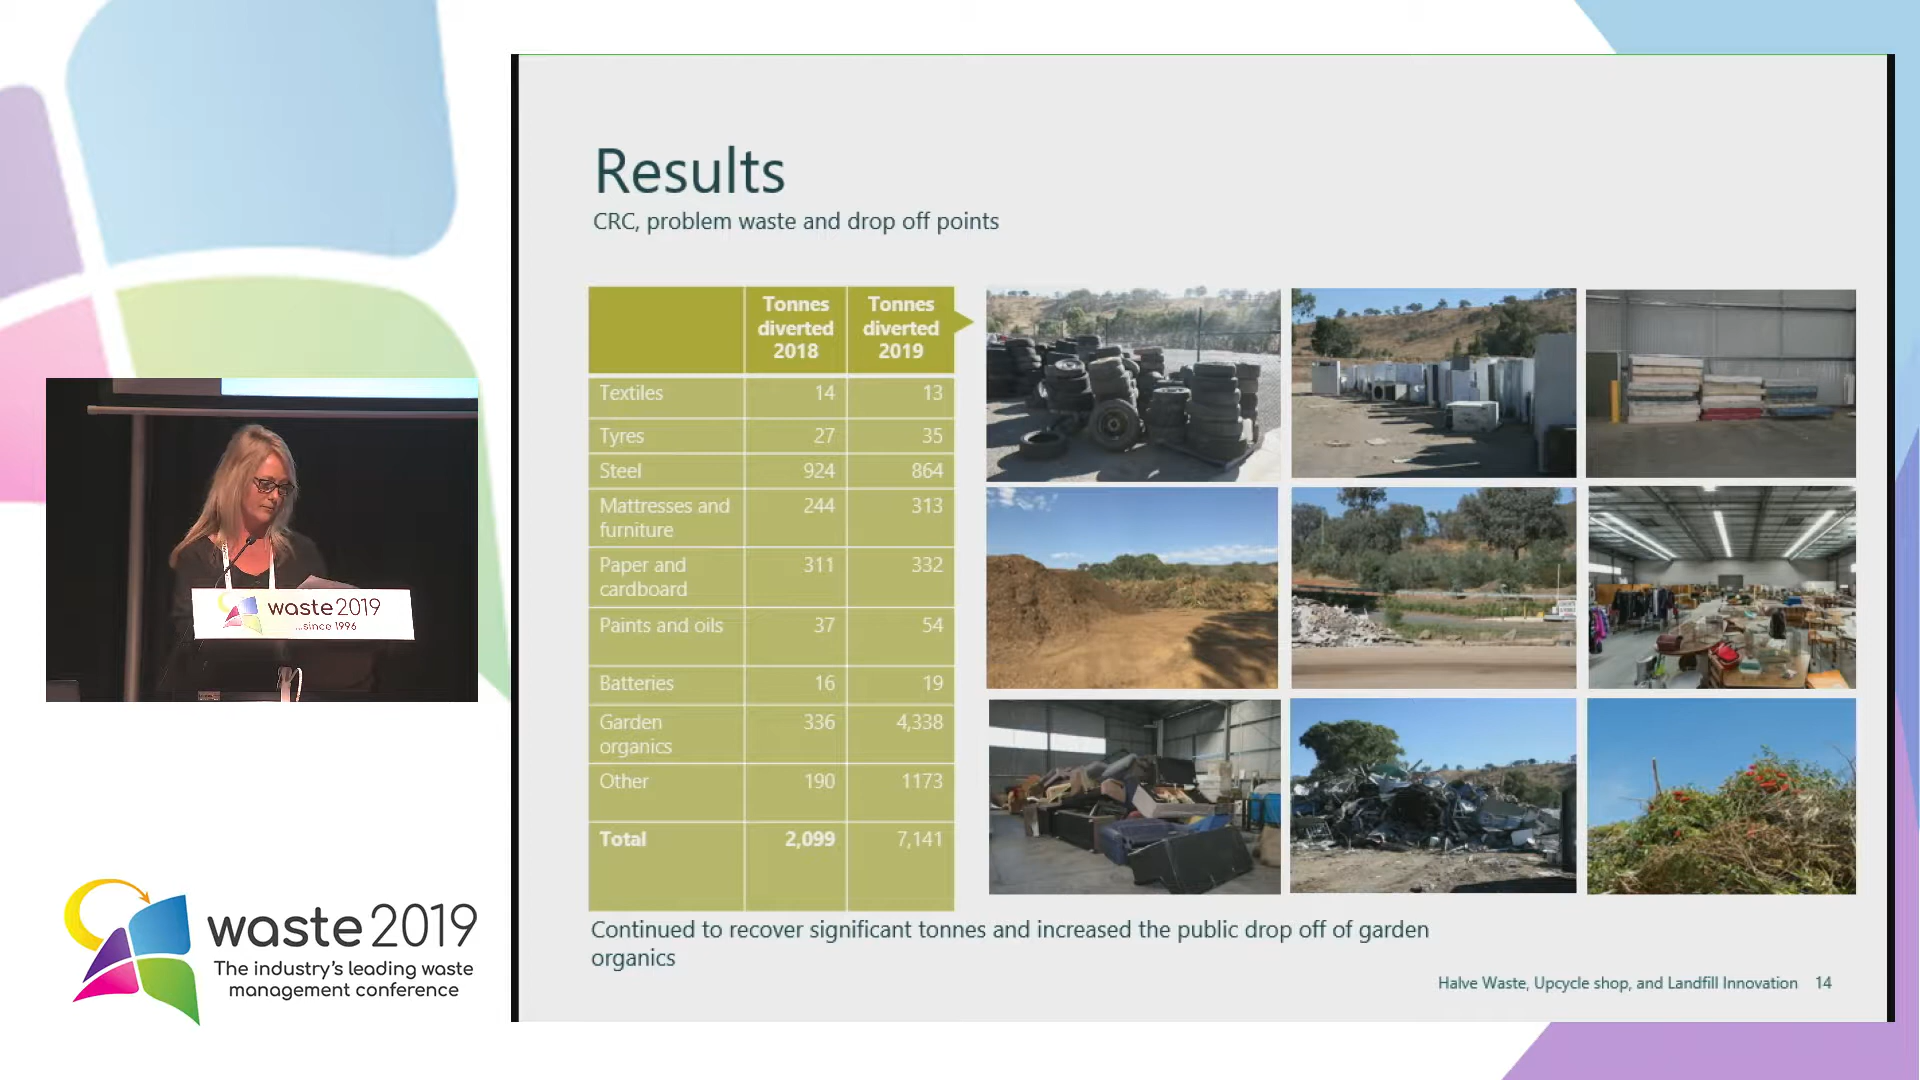 Results
CRC, problem waste and drop off points
Tonnes diverted 2018
Tonnes diverted 2019
Textiles 14 13
Tyres 27 35
Steel 924 864
Mattresses and furniture 244 313
Paper and cardboard 311 332
Paints and oils 37 54
Batteries 16 19
Garden organics 336 4,338
Other 190 1173
Total 2,099 7,141
Continued to recover significant tonnes and increased the public drop off of garden
organics
Halve Waste, Upcycle shop, and Landfill Innovation 14
waste 2019
...since 1996
waste 2019
The industry's leading waste
management conference